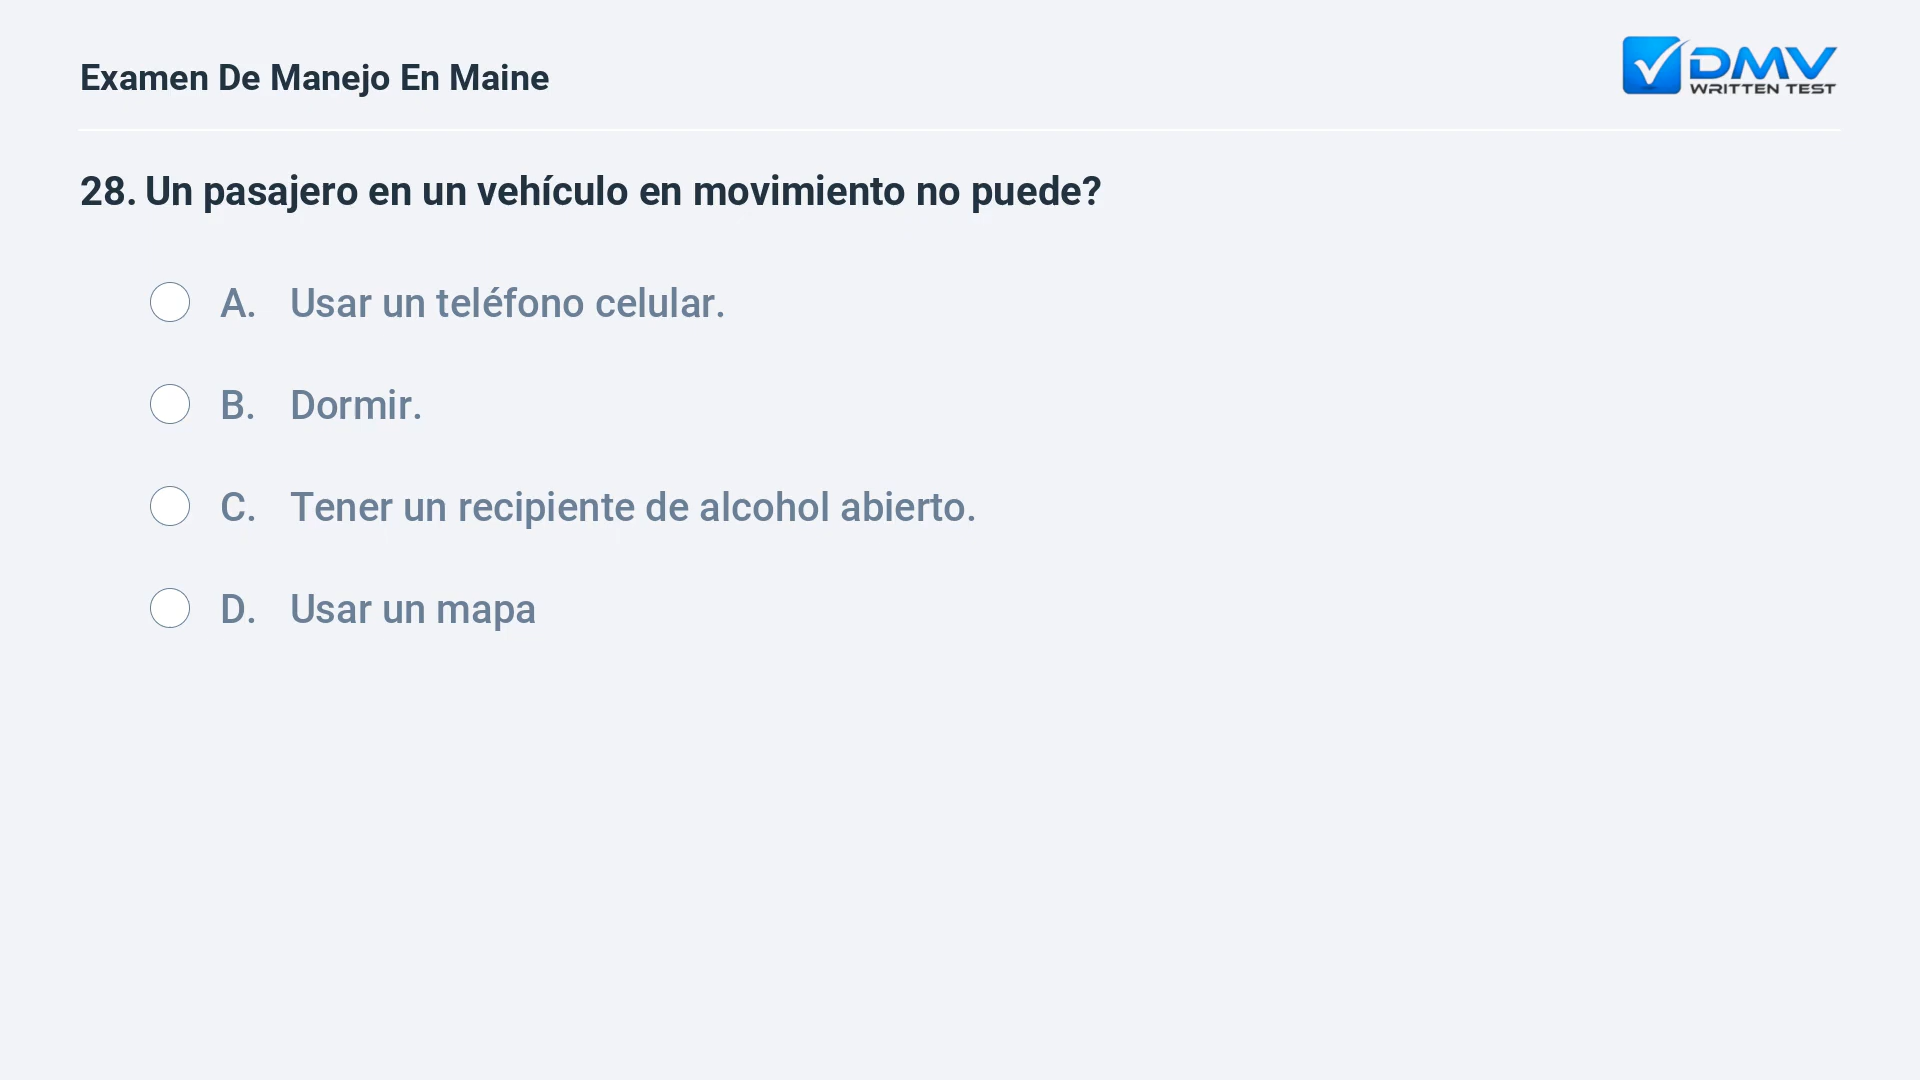 Examen De Manejo En Maine
DMV
WRITTEN TEST
28. Un pasajero en un vehículo en movimiento no puede?
A. Usar un teléfono celular.
B. Dormir.
C. Tener un recipiente de alcohol abierto.
D. Usar un mapa